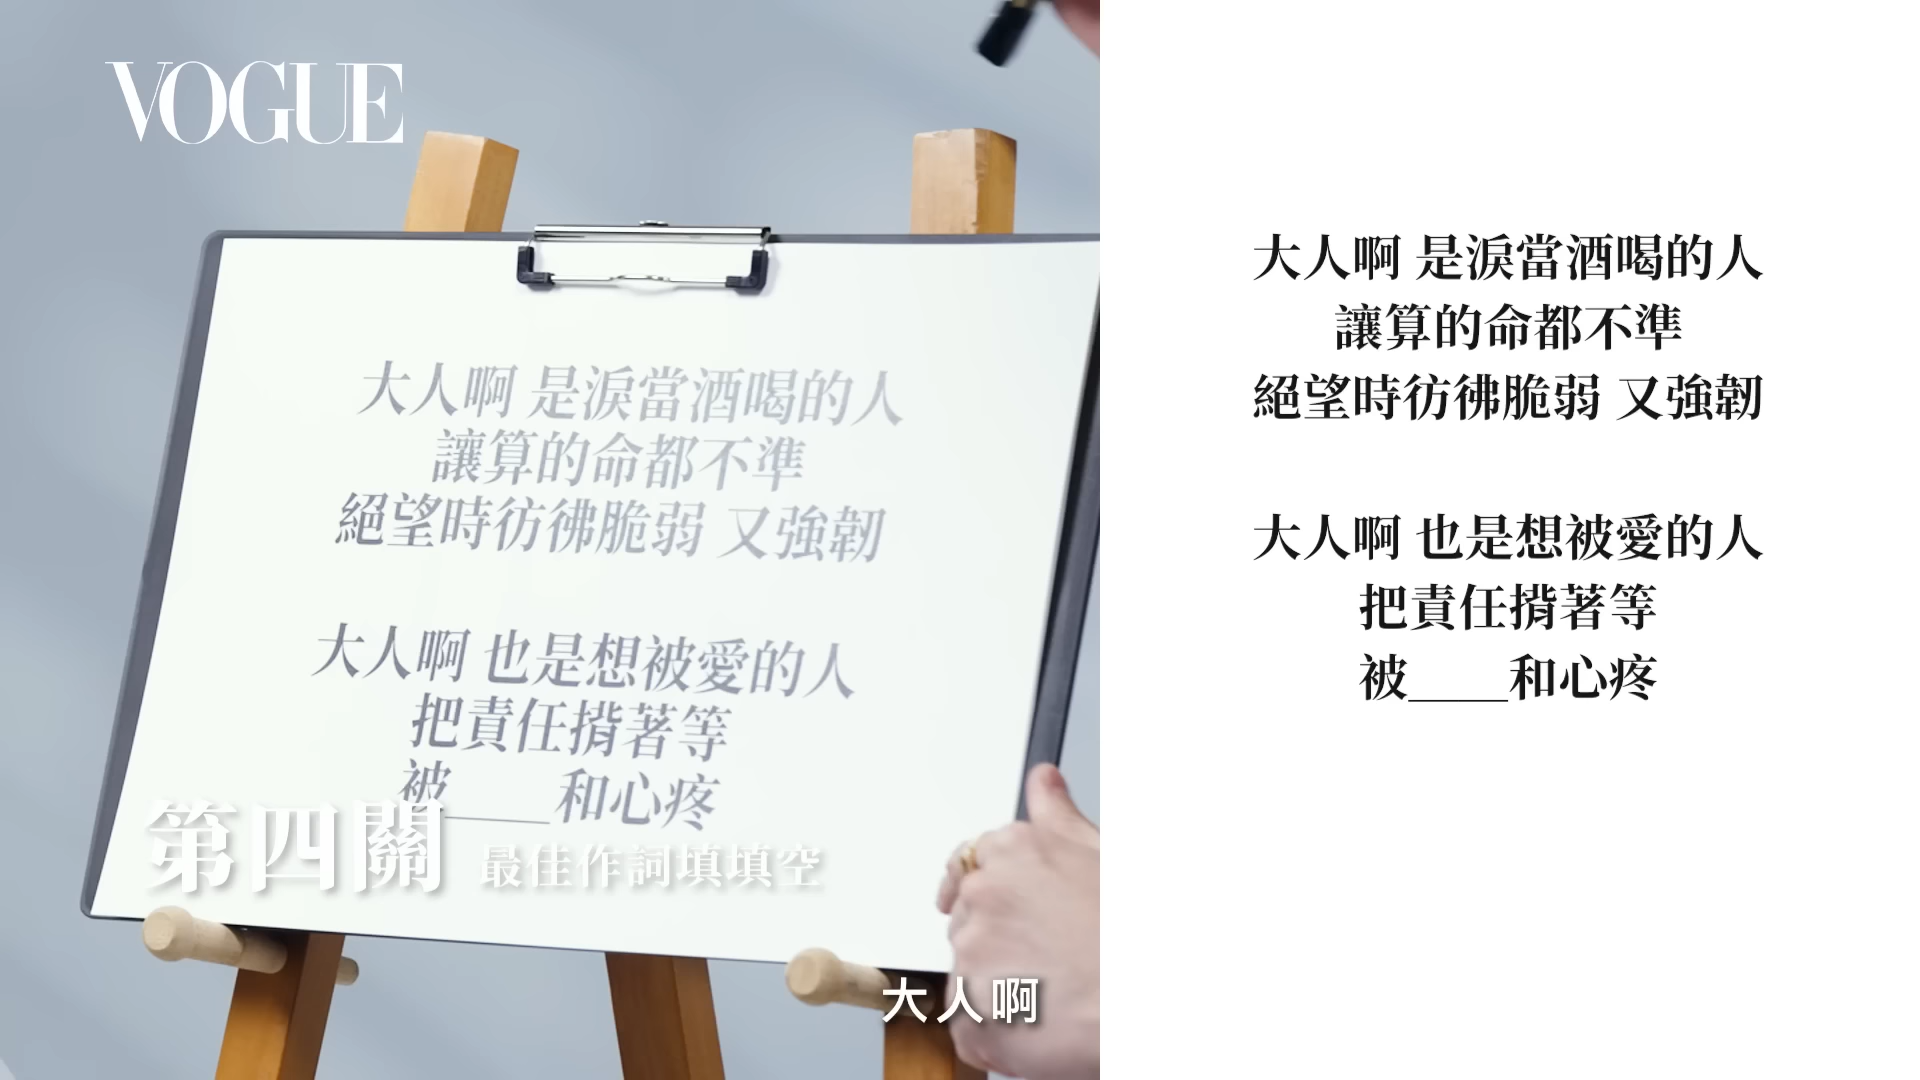 VOGUE
大人啊 是淚當酒喝的人
讓算的命都不準
絕望時彷彿脆弱 又強韌
大人啊 也是想被愛的人
把責任揹著等
被____和心疼
第四關 最佳作詞填填空
大人啊
大人啊 是淚當酒喝的人
讓算的命都不準
絕望時彷彿脆弱 又強韌
大人啊 也是想被愛的人
把責任揹著等
被____和心疼